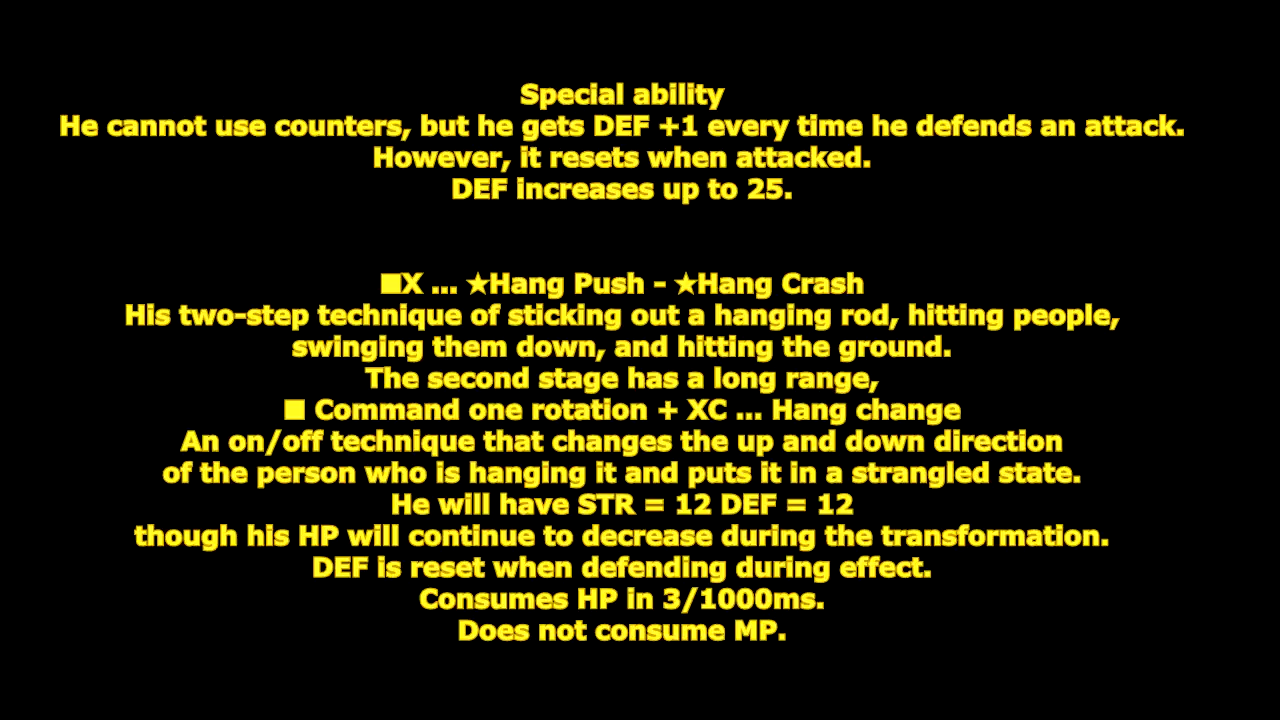 Special ability
He cannot use counters, but he gets DEF +1 every time he defends an attack.
However, it resets when attacked.
DEF increases up to 25.
■X ... ★Hang Push - ★Hang Crash
His two-step technique of sticking out a hanging rod, hitting people,
swinging them down, and hitting the ground.
The second stage has a long range,
■ Command one rotation + XC ... Hang change
An on/off technique that changes the up and down direction
of the person who is hanging it and puts it in a strangled state.
He will have STR = 12 DEF = 12
though his HP will continue to decrease during the transformation.
DEF is reset when defending during effect.
Consumes HP in 3/1000ms.
Does not consume MP.